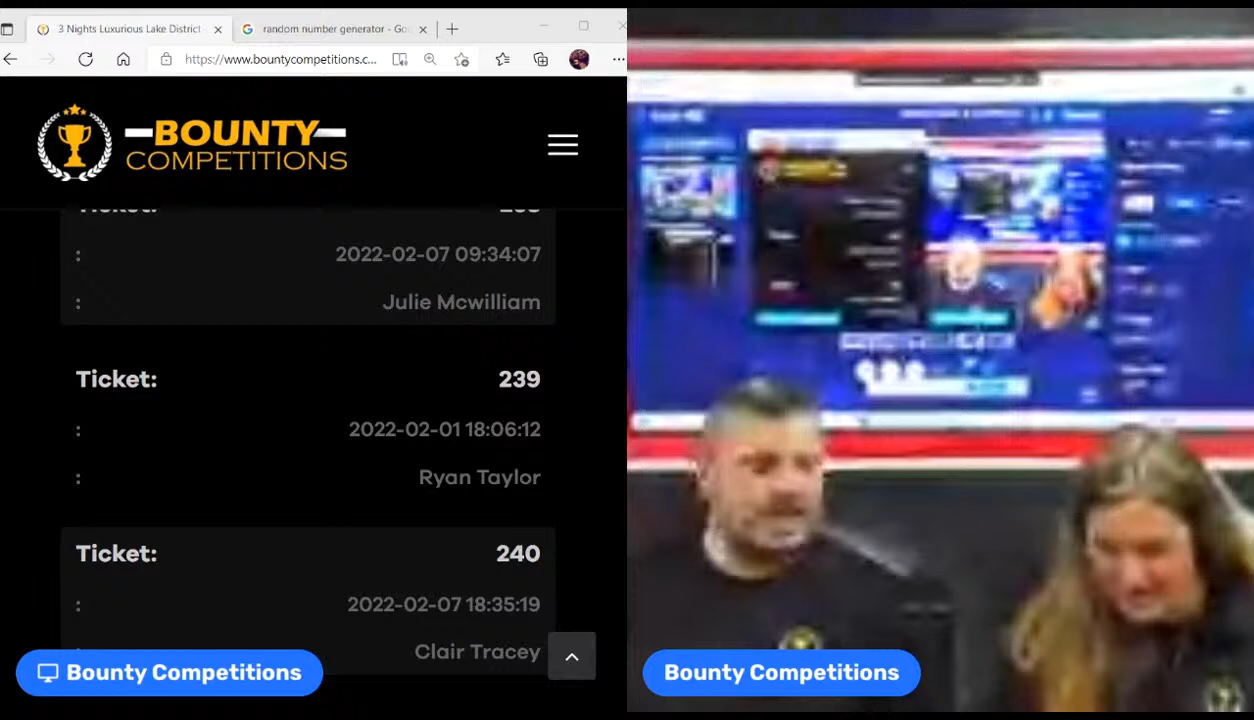 3 Nights Luxurious Lake District
random number generator - Goo
https://www.bountycompetitions.c...
BOUNTY
COMPETITIONS
Ticket:
: 2022-02-07 09:34:07
: Julie Mcwilliam
Ticket: 239
: 2022-02-01 18:06:12
: Ryan Taylor
Ticket: 240
: 2022-02-07 18:35:19
: Clair Tracey
Bounty Competitions
Bounty Competitions